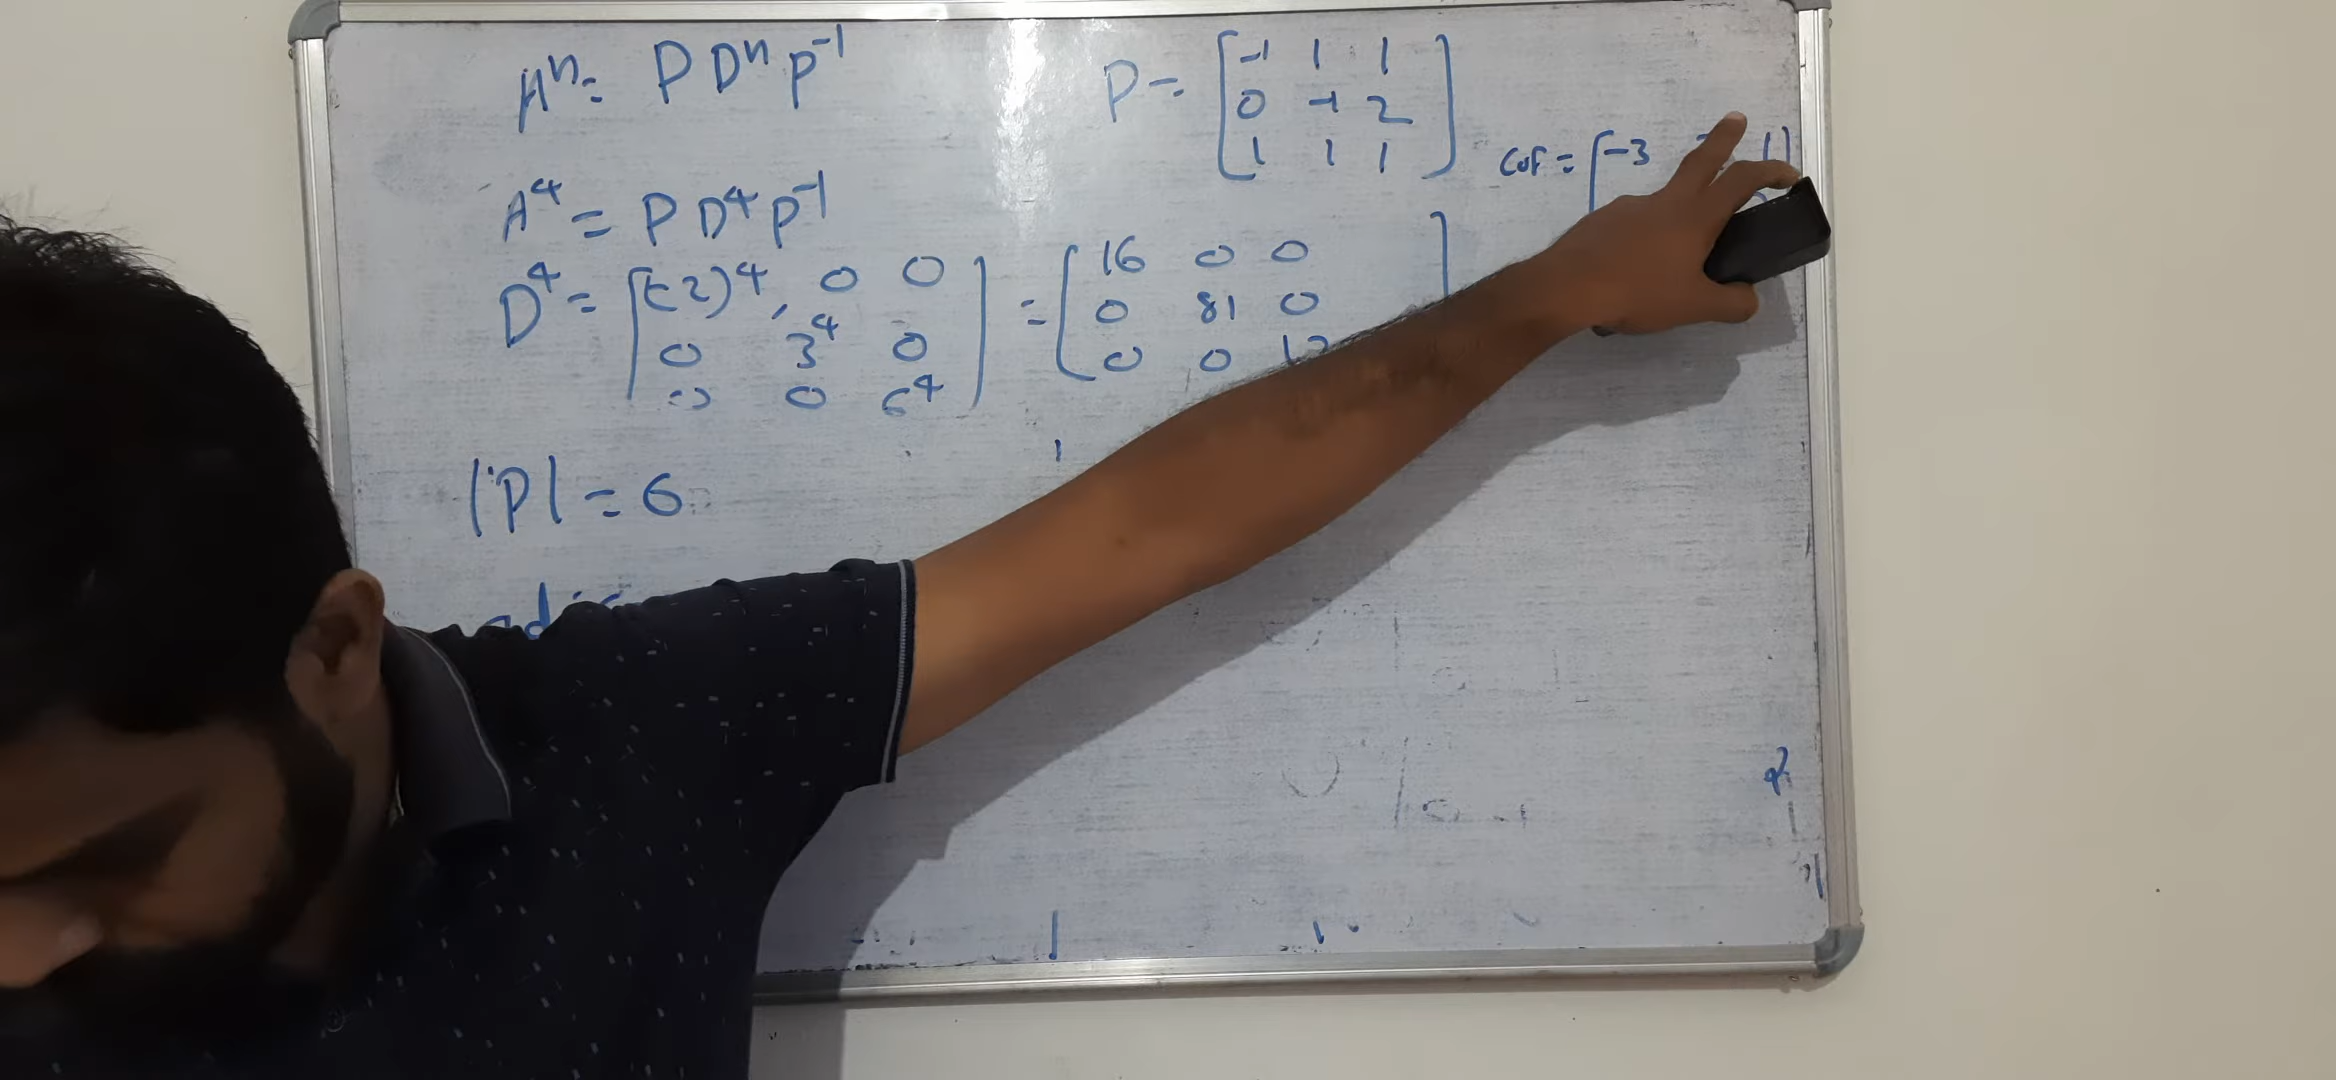 Aⁿ = P Dⁿ P⁻¹
P = [-1 1 1
0 -1 2
1 1 1]
Cof = [-3 1
A⁴ = P D⁴ P⁻¹
D⁴ = [(-2)⁴, 0 0
0 3⁴ 0
0 0 6⁴] = [16 0 0
0 81 0
0 0 12
|P| = 6